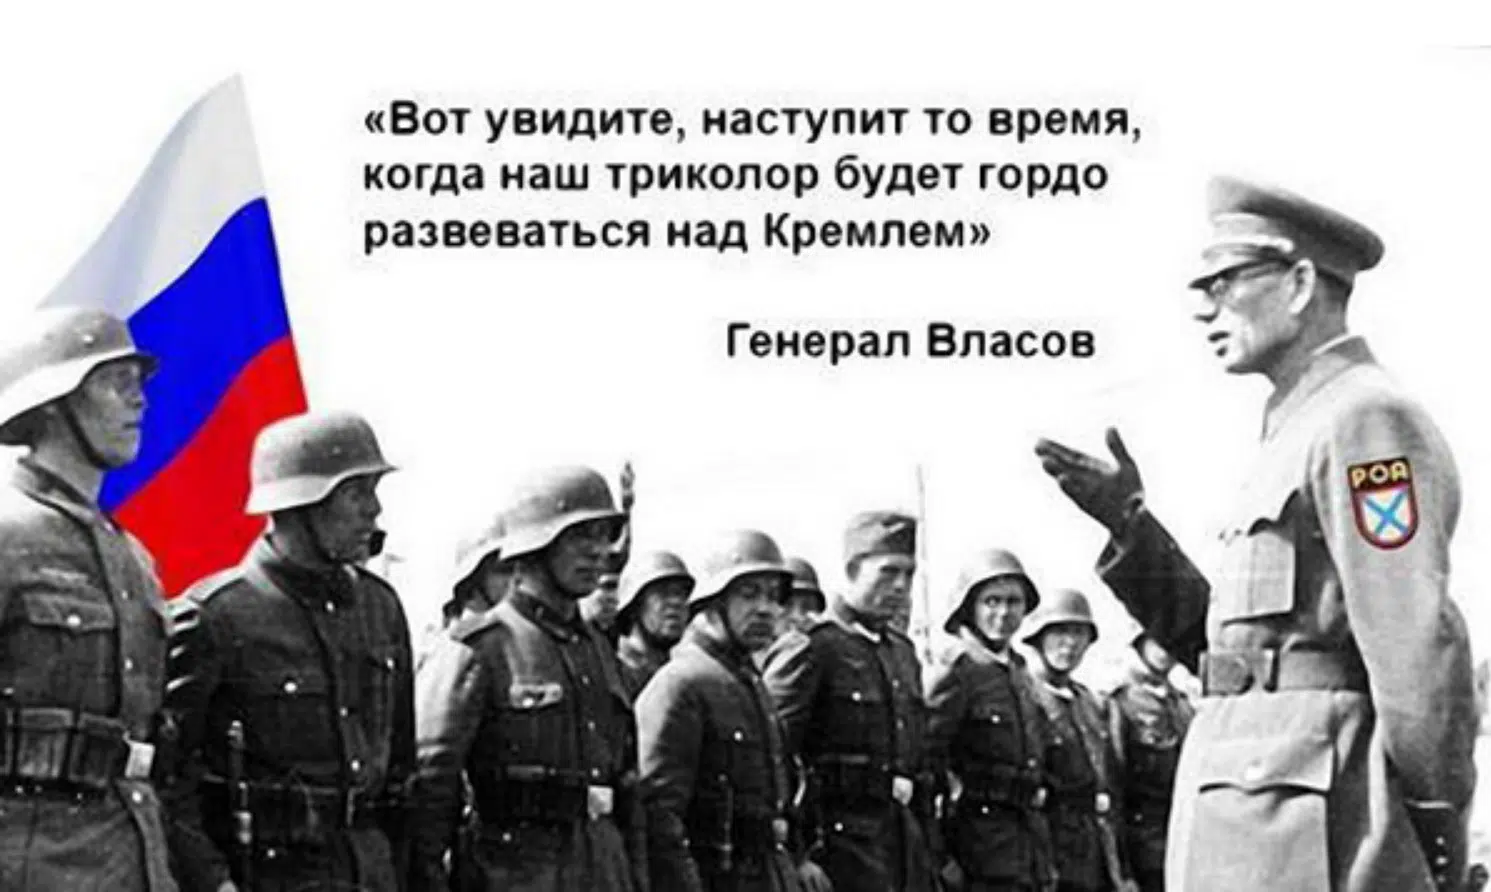 «Вот увидите, наступит то время,
когда наш триколор будет гордо
развеваться над Кремлем»
Генерал Власов
РОА